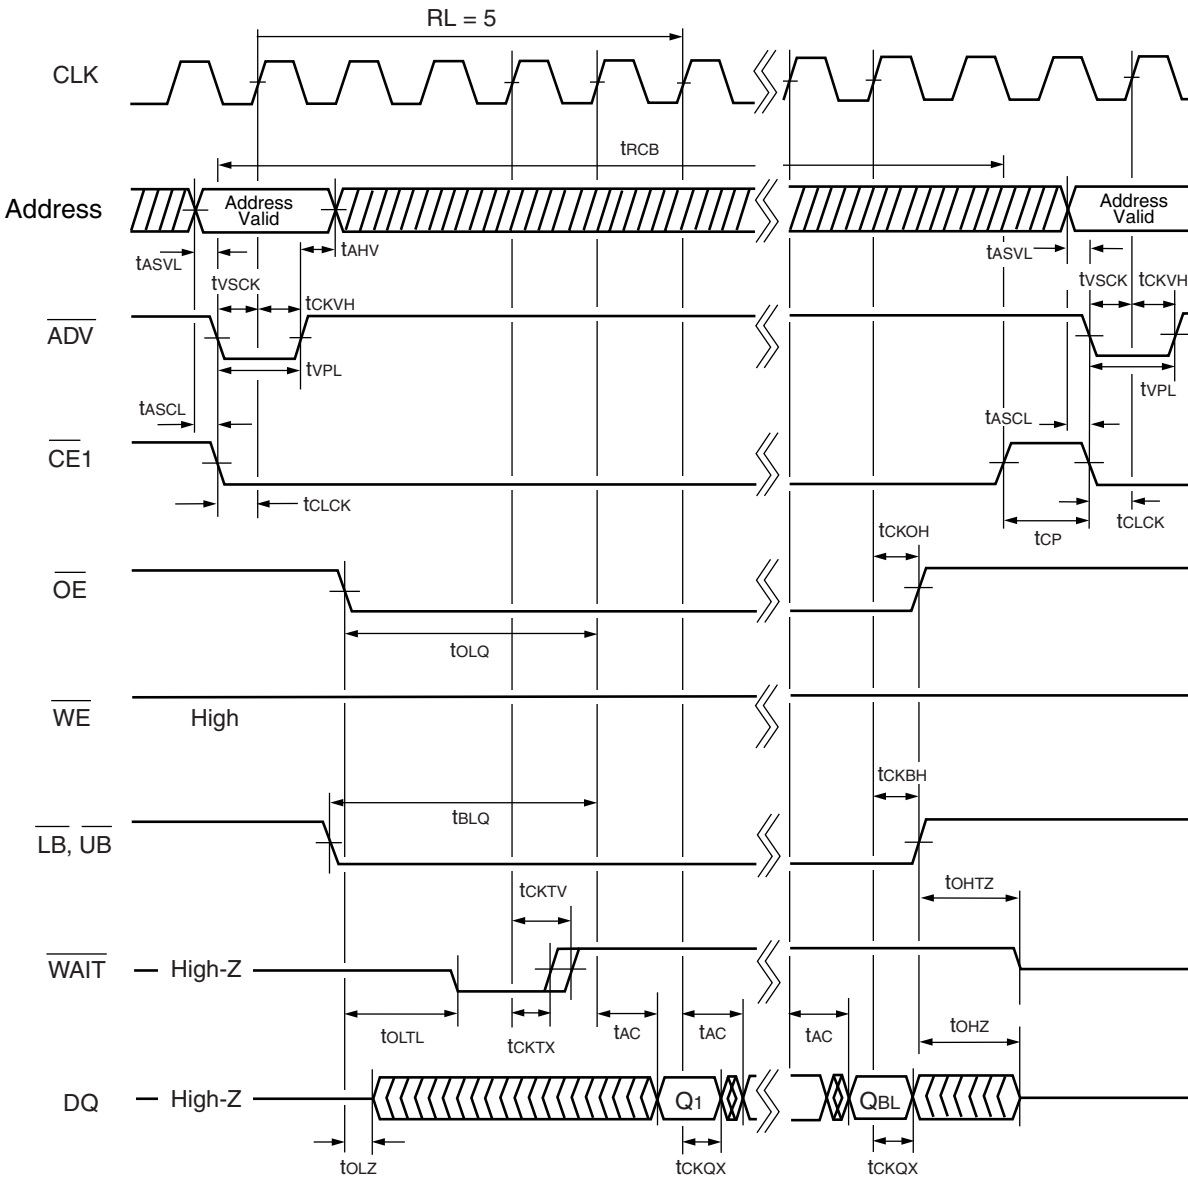 RL = 5
CLK
tRCB
Address
Address
Valid
Address
Valid
tASVL
tAHV
tASVL
tVSCK
tCKVH
tVSCK
tCKVH
ADV
tVPL
tVPL
tASCL
tASCL
CE1
tCLCK
tCLCK
tCP
tCKOH
OE
tOLQ
WE
High
tCKBH
tBLQ
LB, UB
tCKTV
tOHTZ
WAIT
High-Z
tOLTL
tCKTX
tAC
tAC
tAC
tOHZ
DQ
High-Z
Q1
QBL
tOLZ
tCKQX
tCKQX